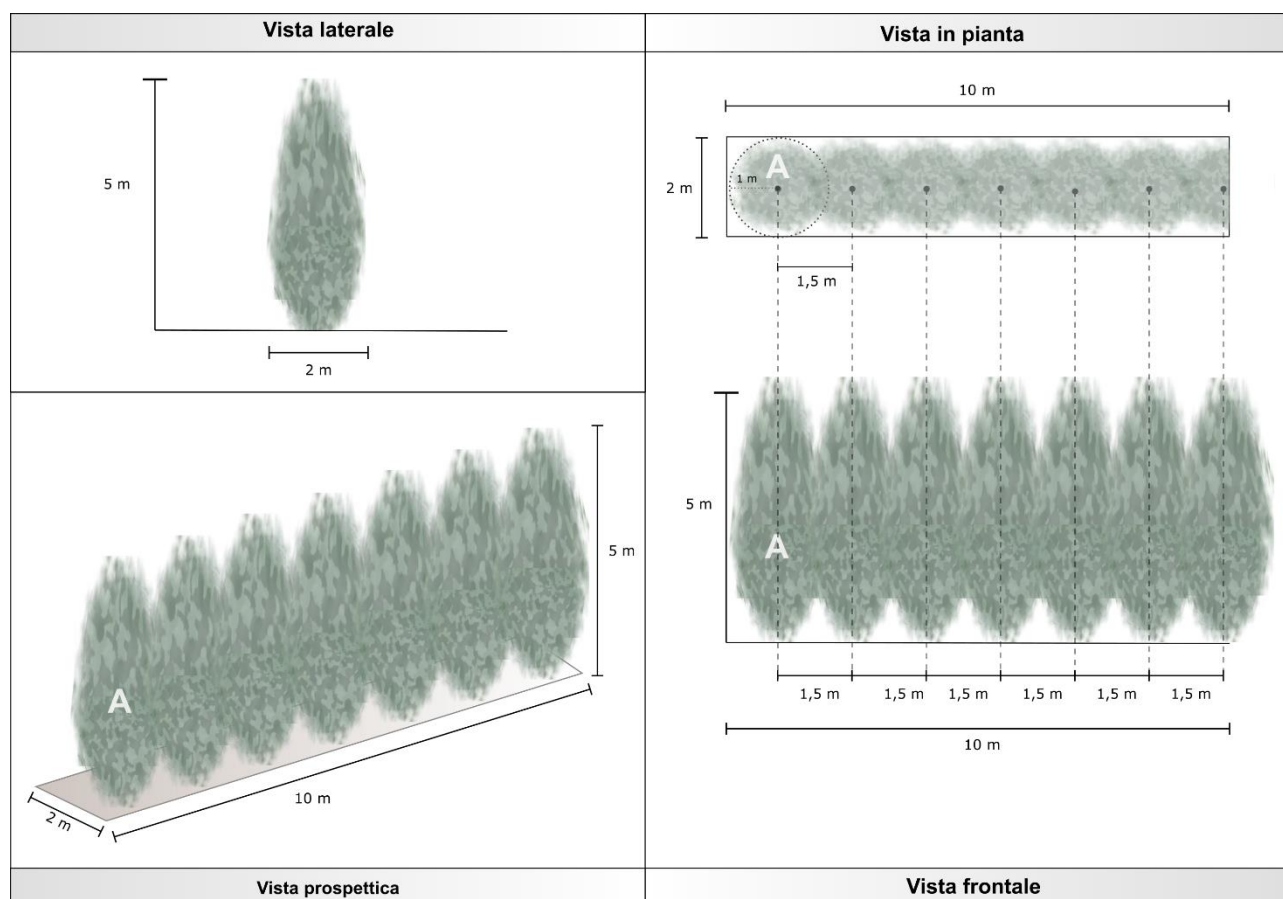 Vista laterale
Vista in pianta
5 m
2 m
10 m
2 m
A
1 m
1,5 m
5 m
A
1,5 m 1,5 m 1,5 m 1,5 m 1,5 m 1,5 m
10 m
A
5 m
2 m
10 m
Vista prospettica
Vista frontale